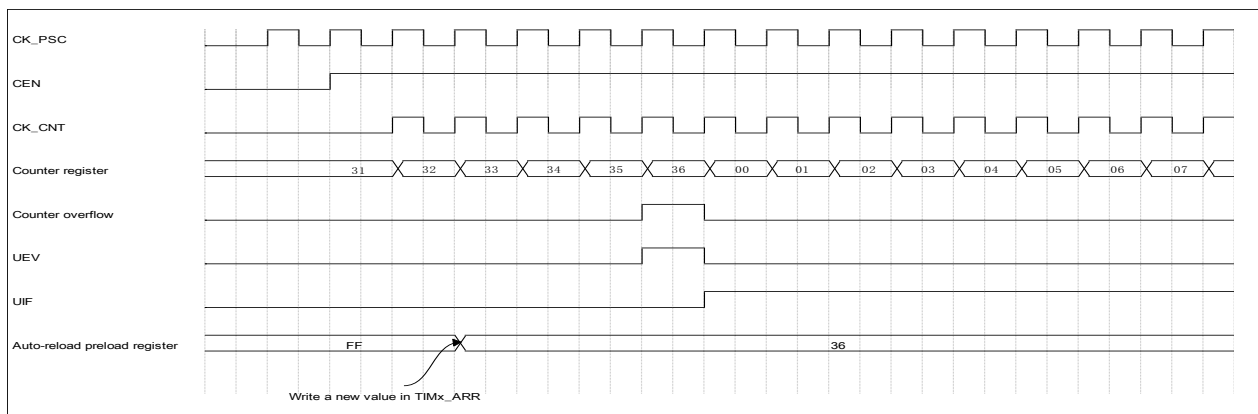 CK_PSC
CEN
CK_CNT
Counter register 31 32 33 34 35 36 00 01 02 03 04 05 06 07
Counter overflow
UEV
UIF
Auto-reload preload register FF 36
Write a new value in TIMx_ARR